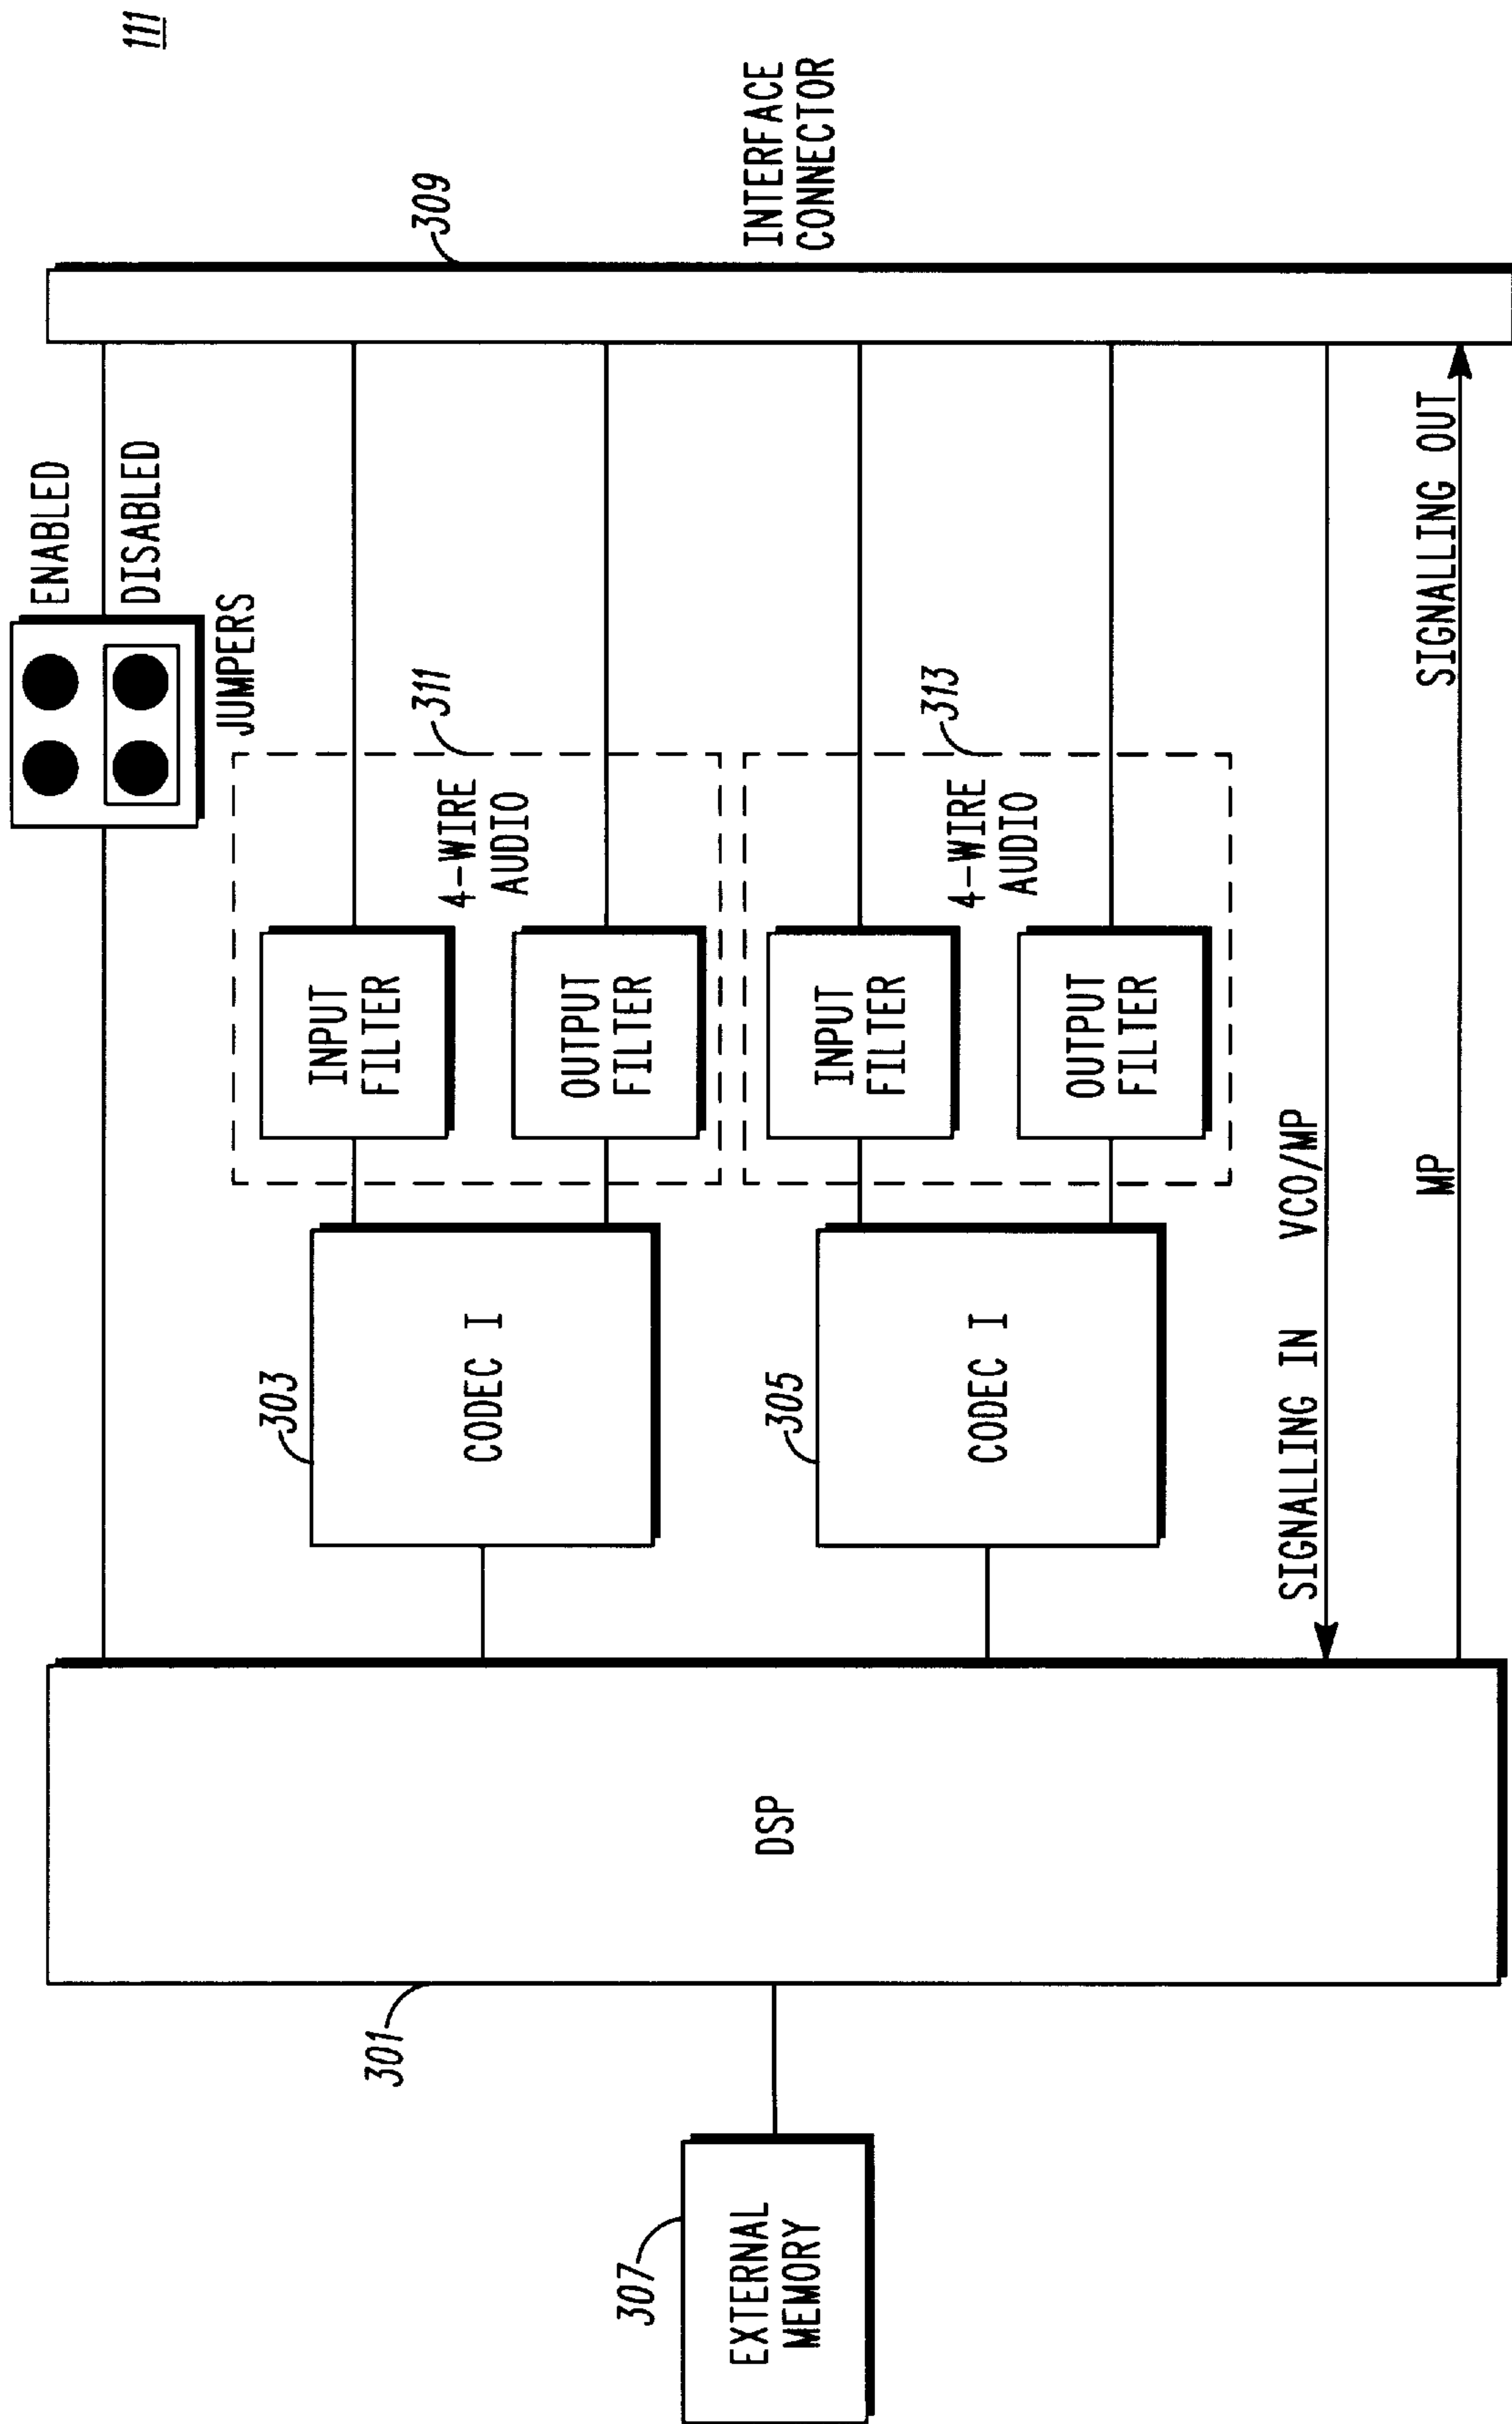 111
ENABLED
DISABLED
JUMPERS
309
INTERFACE
CONNECTOR
311
4-WIRE
AUDIO
INPUT
FILTER
OUTPUT
FILTER
313
4-WIRE
AUDIO
INPUT
FILTER
OUTPUT
FILTER
303
CODEC I
305
CODEC I
SIGNALLING IN VCO/MP
MP SIGNALLING OUT
301
DSP
307
EXTERNAL
MEMORY